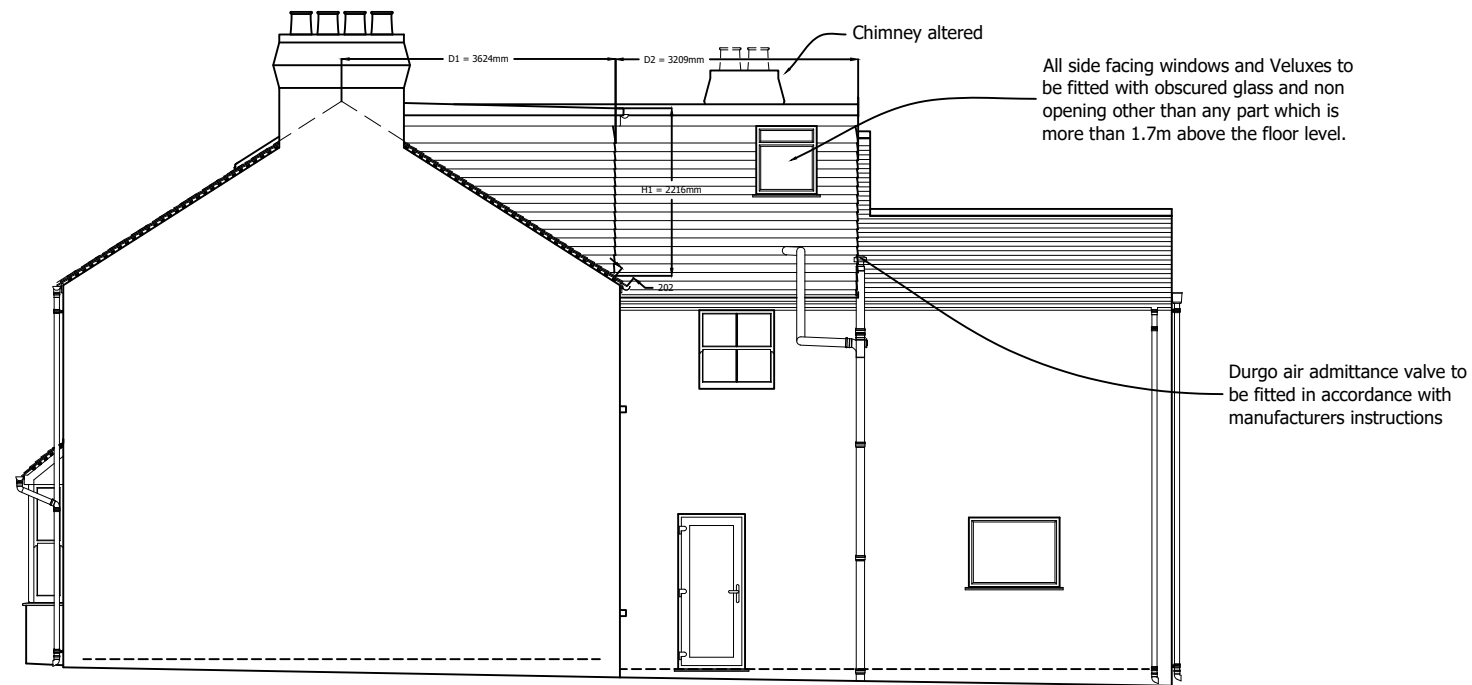 Chimney altered
D1 = 3624mm
D2 = 3209mm
All side facing windows and Veluxes to
be fitted with obscured glass and non
opening other than any part which is
more than 1.7m above the floor level.
H1 = 2216mm
202
Durgo air admittance valve to
be fitted in accordance with
manufacturers instructions